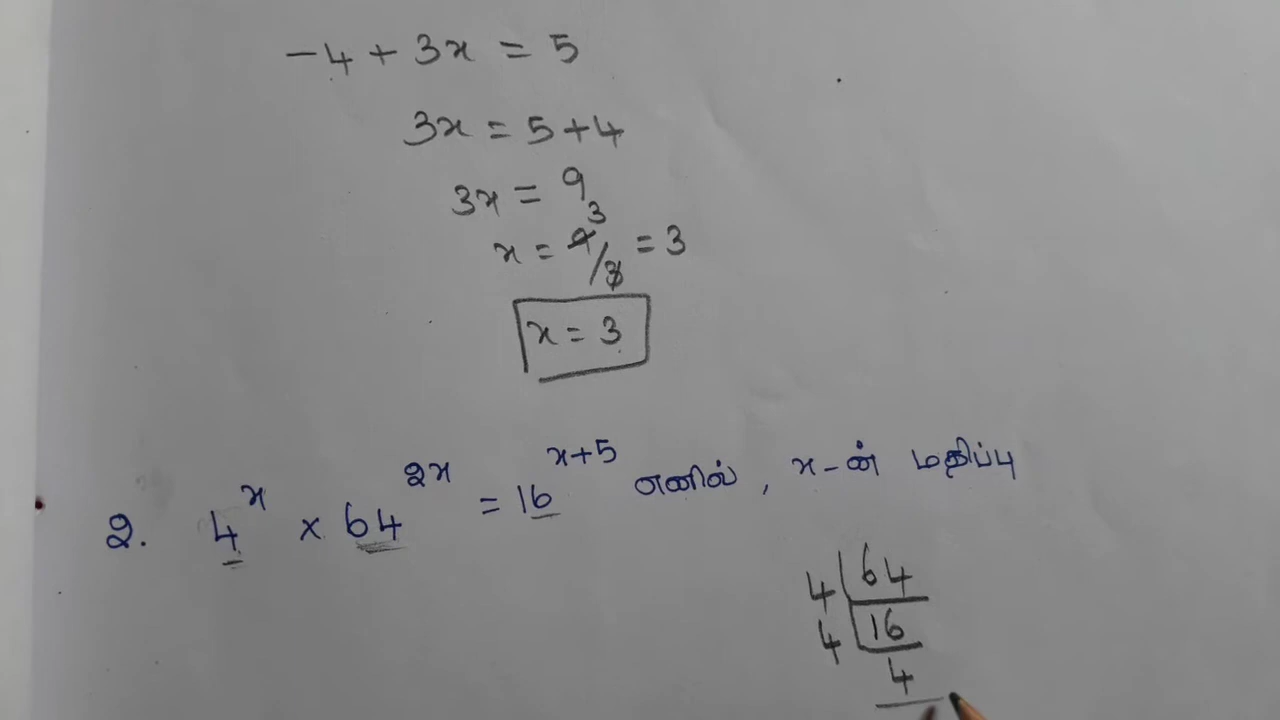 -4 + 3x = 5
3x = 5+4
3x = 9
x = 9/3 3 = 3
x = 3
2. 4^x × 64^2x = 16^x+5 எனில், x-ன் மதிப்பு
4 64
4 16
4